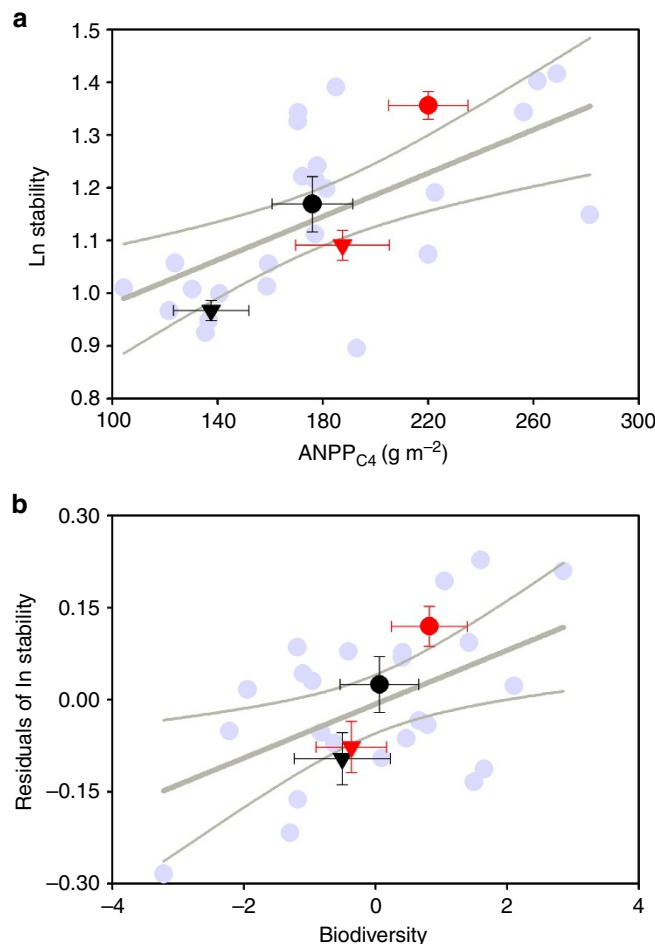 a
1.5
1.4
1.3
1.2
1.1
1.0
0.9
0.8
Ln stability
100 140 180 220 260 300
ANPP_C4 (g m⁻²)
b
0.30
0.15
0.00
−0.15
−0.30
Residuals of ln stability
−4 −2 0 2 4
Biodiversity